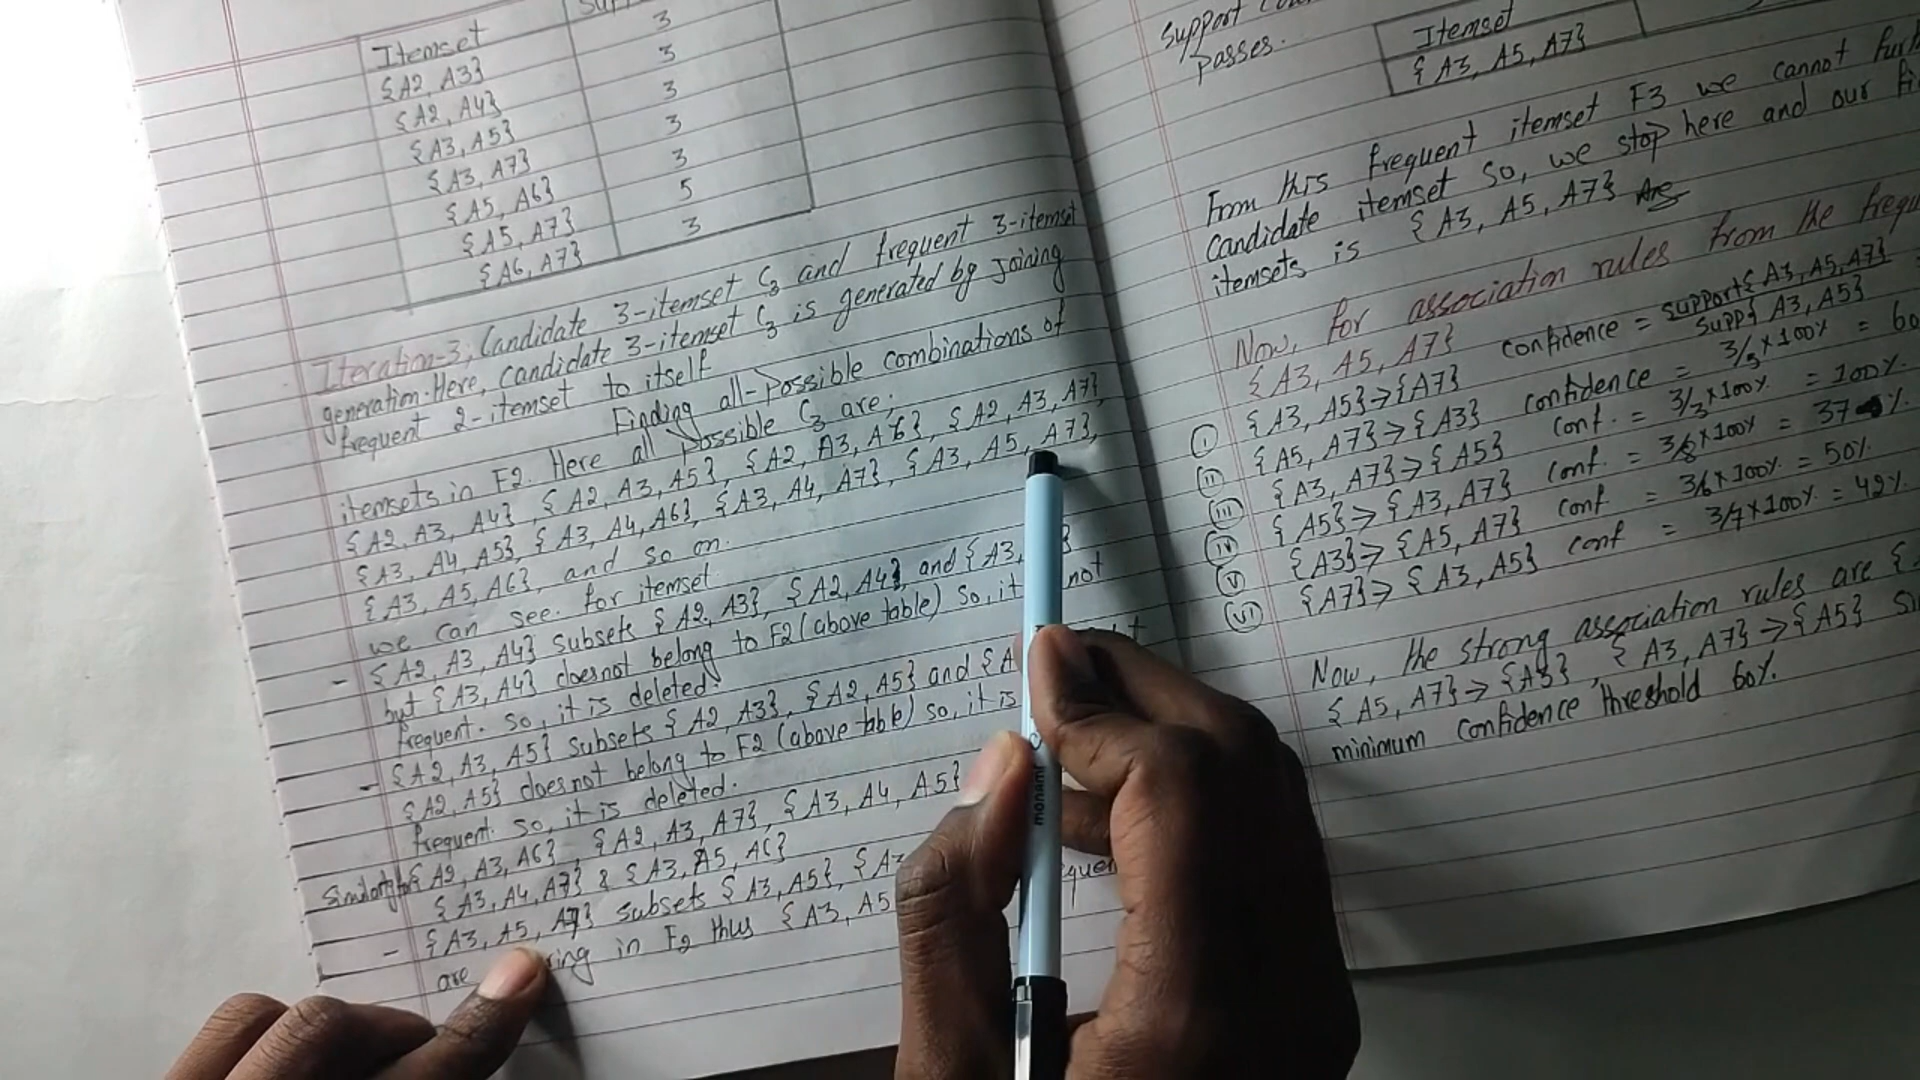 Itemset
{A2, A3} 3
{A2, A4} 3
{A3, A5} 3
{A3, A7} 3
{A5, A6} 3
{A5, A7} 5
{A6, A7} 3
Iteration-3; Candidate 3-itemset C3 and frequent 3-itemset
generation. Here, candidate 3-itemset C3 is generated by Joining
frequent 2-itemset to itself
Finding all-possible combinations of
itemsets in F2. Here all possible C3 are;
{A2, A3, A4}, {A2, A3, A5}, {A2, A3, A6}, {A2, A3, A7},
{A3, A4, A5}, {A3, A4, A6}, {A3, A4, A7}, {A3, A5, A7},
{A3, A5, A6}, and so on.
we can see. for itemset
- {A2, A3, A4} subsets {A2, A3}, {A2, A4}, and {A3,
but {A3, A4} doesnot belong to F2 (above table) So, it not
frequent. So, it is deleted.
- {A2, A3, A5} subsets {A2, A3}, {A2, A5} and {A
{A2, A5} doesnot belong to F2 (above table) so, it is
frequent. So, it is deleted.
{A2, A3, A6}, {A2, A3, A7}, {A3, A4, A5}
{A3, A4, A7} & {A3, A5, A6}
- {A3, A5, A7} subsets {A3, A5}, {A3
are in F2 thus {A3, A5
Support
passes.
Itemset
{A3, A5, A7}
From this frequent itemset F3 we cannot
candidate itemset so, we stop here and our
itemsets is {A3, A5, A7} Ans
Now, for association rules from the
{A3, A5, A7}
(i) {A3, A5} → {A7} confidence = support{A3, A5, A7} =
supp{A3, A5}
(ii) {A5, A7} → {A3} confidence = 3/5 × 100% = 60
(iii) {A3, A7} → {A5} conf. = 3/3 × 100% = 100%.
(iv) {A5} → {A3, A7} conf. = 3/8 × 100% = 37 %.
(v) {A3} → {A5, A7} conf = 3/6 × 100% = 50%.
(vi) {A7} → {A3, A5} conf = 3/7 × 100% = 42%.
Now, the strong association rules are {
{A5, A7} → {A3}, {A3, A7} → {A5}
minimum confidence threshold 60%.
monami